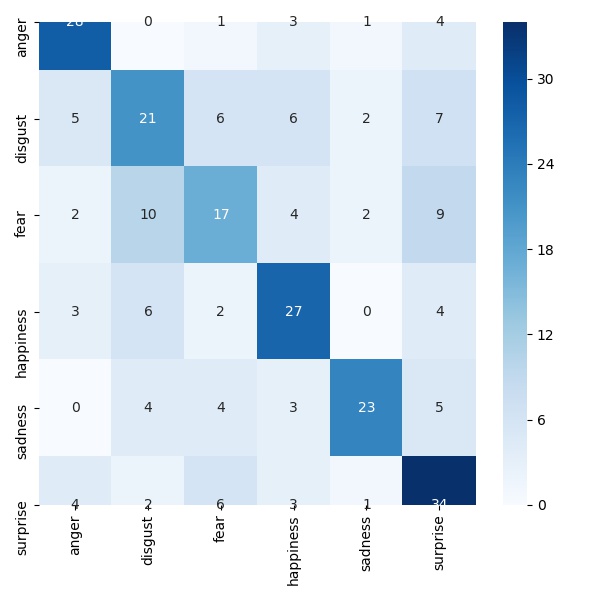 anger 28 0 1 3 1 4
disgust 5 21 6 6 2 7
fear 2 10 17 4 2 9
happiness 3 6 2 27 0 4
sadness 0 4 4 3 23 5
surprise 4 2 6 3 1 34
anger disgust fear happiness sadness surprise
30
24
18
12
6
0